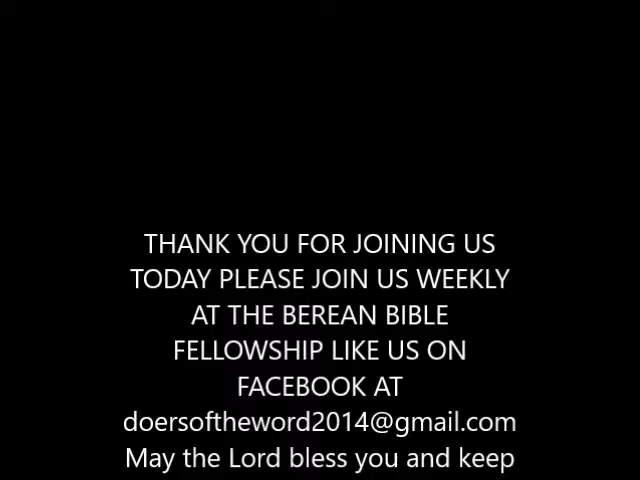 THANK YOU FOR JOINING US
TODAY PLEASE JOIN US WEEKLY
AT THE BEREAN BIBLE
FELLOWSHIP LIKE US ON
FACEBOOK AT
doersoftheword2014@gmail.com
May the Lord bless you and keep